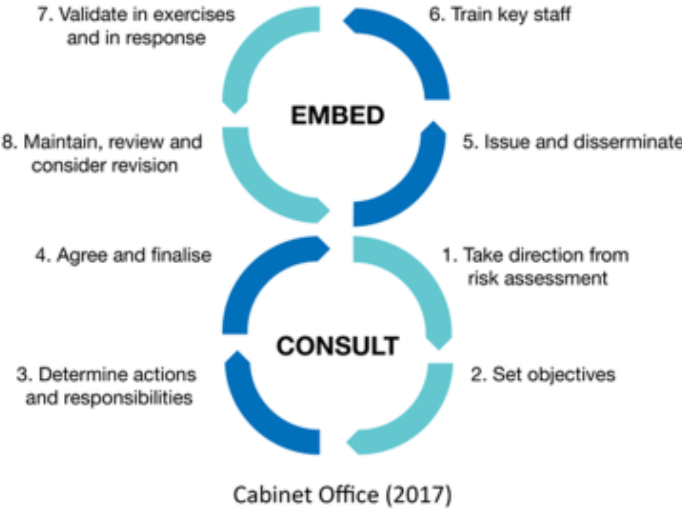 7. Validate in exercises
and in response
6. Train key staff
EMBED
8. Maintain, review and
consider revision
5. Issue and disserminate
4. Agree and finalise
1. Take direction from
risk assessment
CONSULT
3. Determine actions
and responsibilities
2. Set objectives
Cabinet Office (2017)